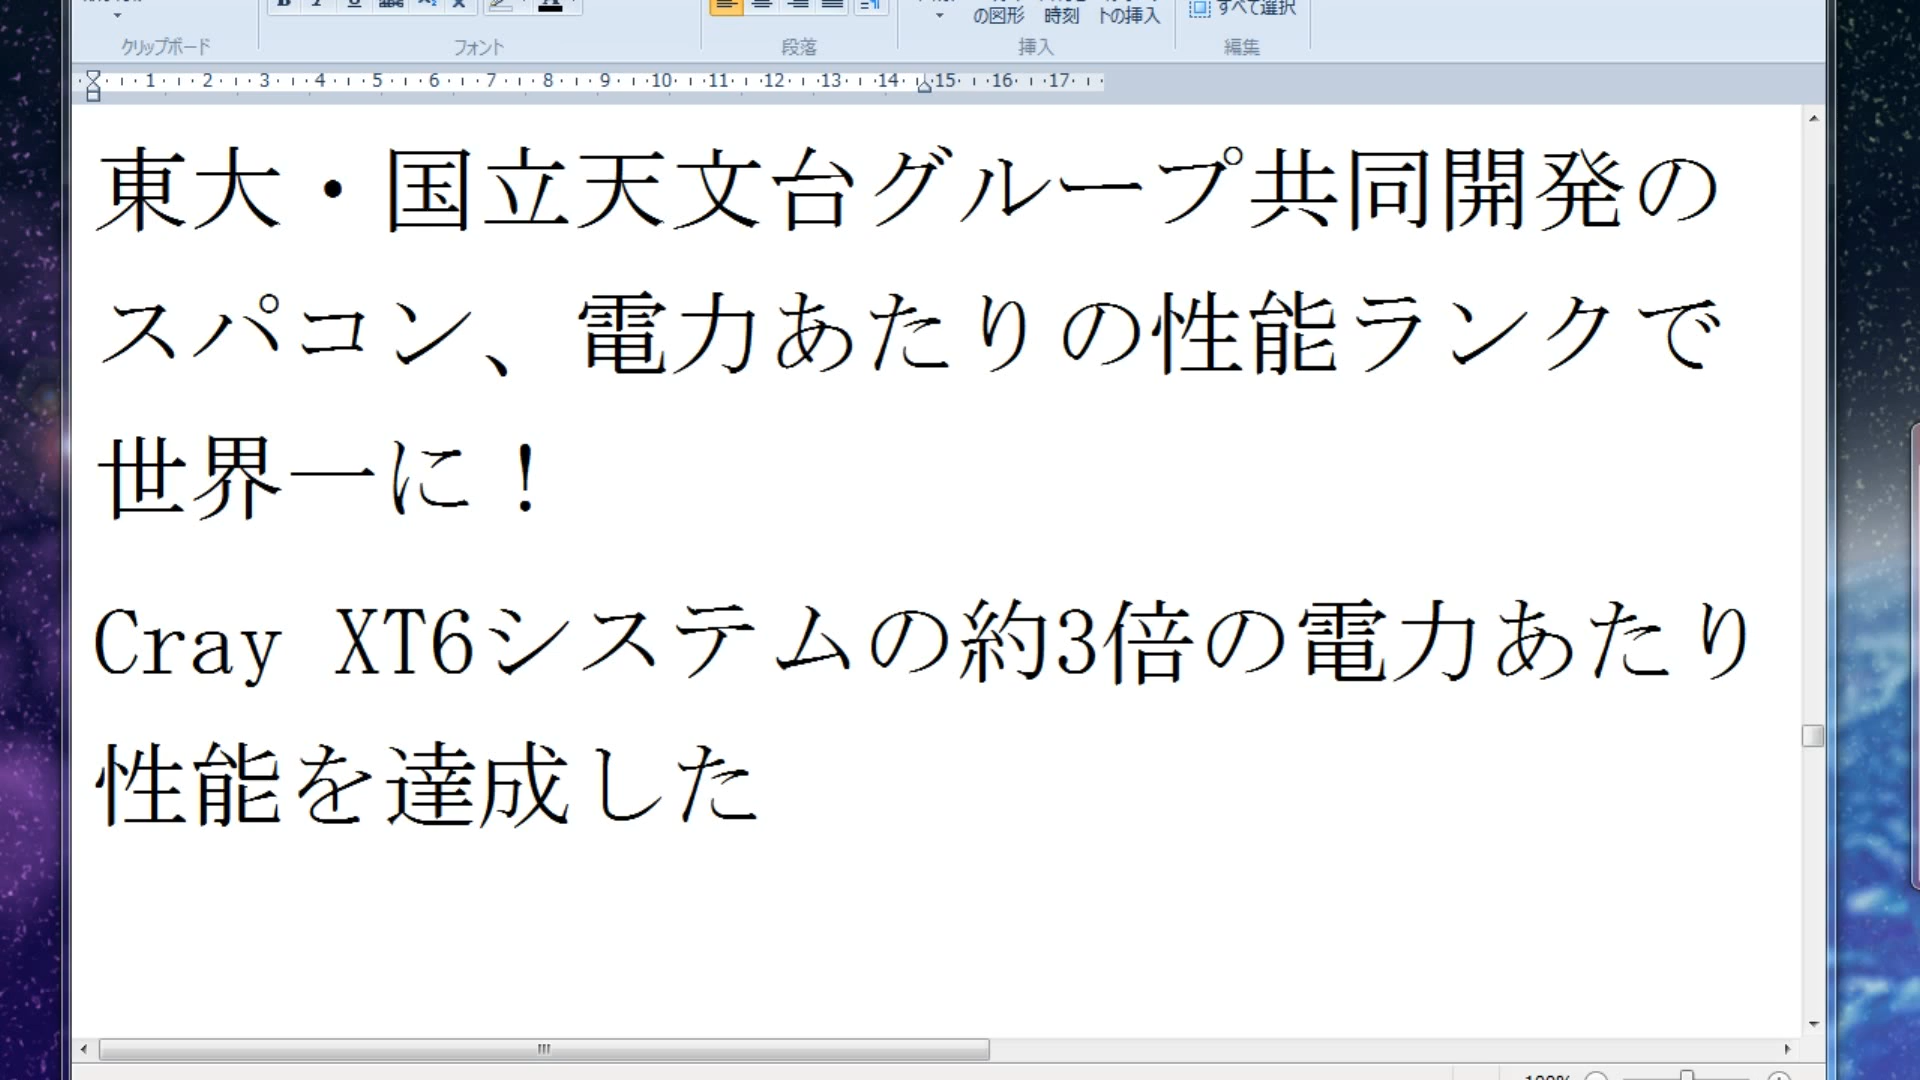 の図形 時刻 トの挿入 すべて選択
クリップボード フォント 段落 挿入 編集
1 2 3 4 5 6 7 8 9 10 11 12 13 14 15 16 17
東大・国立天文台グループ共同開発の
スパコン、電力あたりの性能ランクで
世界一に！
Cray XT6システムの約3倍の電力あたり
性能を達成した